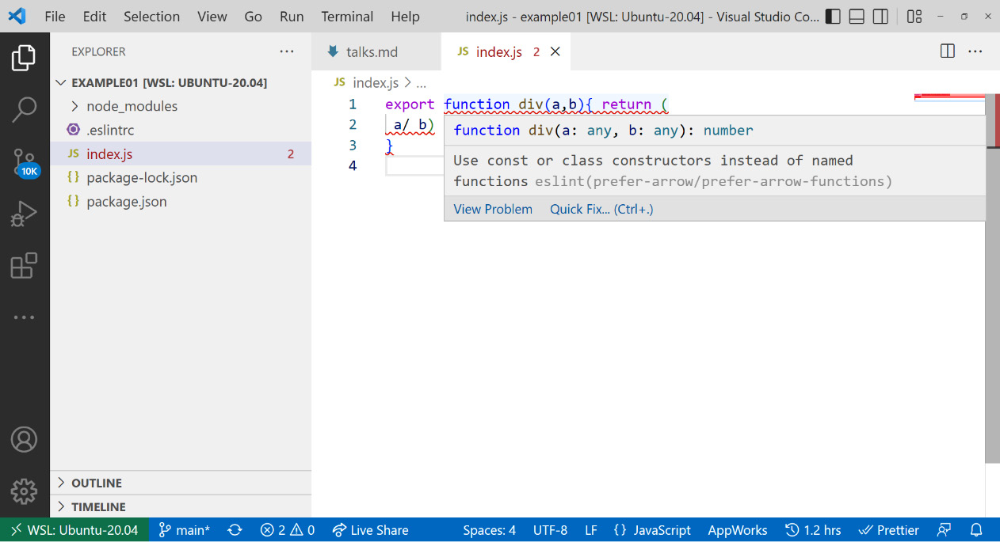 File Edit Selection View Go Run Terminal Help index.js - example01 [WSL: Ubuntu-20.04] - Visual Studio Co...
EXPLORER ...
talks.md
JS index.js 2
EXAMPLE01 [WSL: UBUNTU-20.04]
node_modules
.eslintrc
JS index.js 2
{} package-lock.json
{} package.json
10K
OUTLINE
TIMELINE
JS index.js > ...
1 export function div(a,b){ return (
2 a/ b)
3 }
4
function div(a: any, b: any): number
Use const or class constructors instead of named
functions eslint(prefer-arrow/prefer-arrow-functions)
View Problem Quick Fix... (Ctrl+.)
WSL: Ubuntu-20.04 main* 2 0 Live Share Spaces: 4 UTF-8 LF {} JavaScript AppWorks 1.2 hrs Prettier